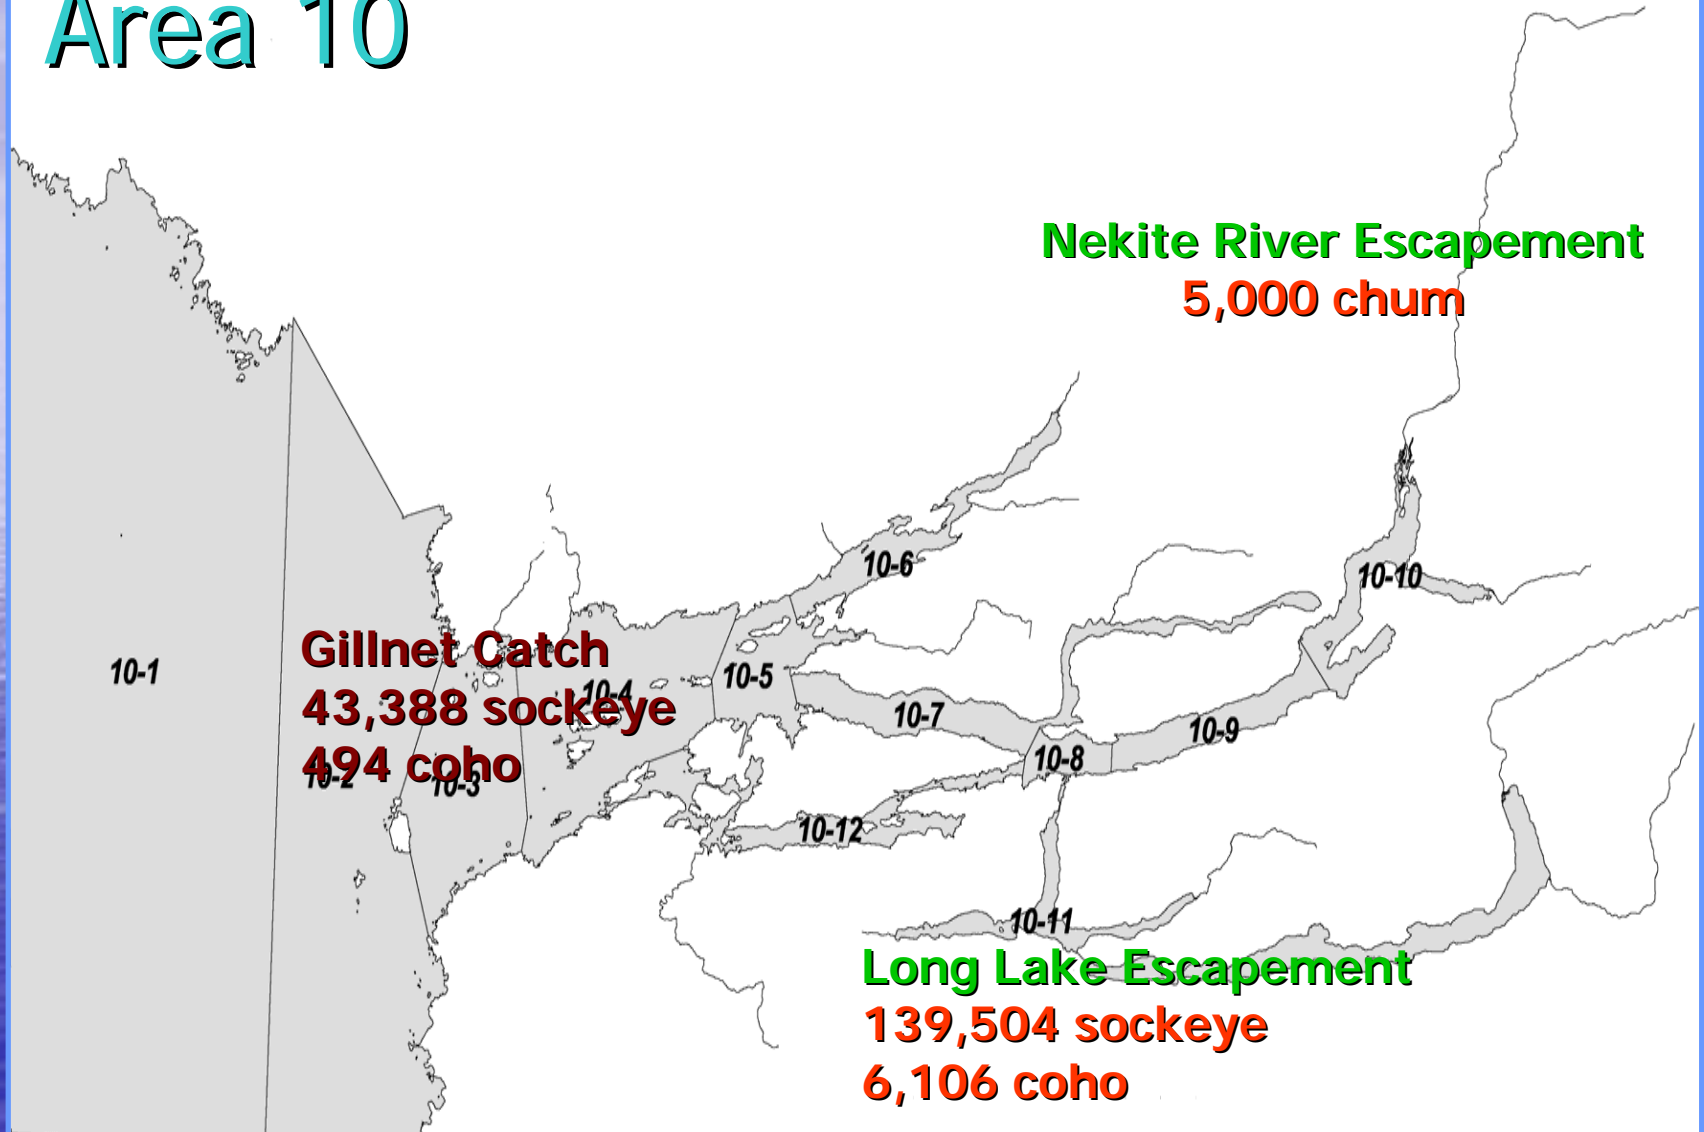 Area 10
Nekite River Escapement
5,000 chum
10-6
10-10
10-1
Gillnet Catch
43,388 sockeye
494 coho
10-4
10-5
10-7
10-9
10-8
10-2
10-3
10-12
10-11
Long Lake Escapement
139,504 sockeye
6,106 coho